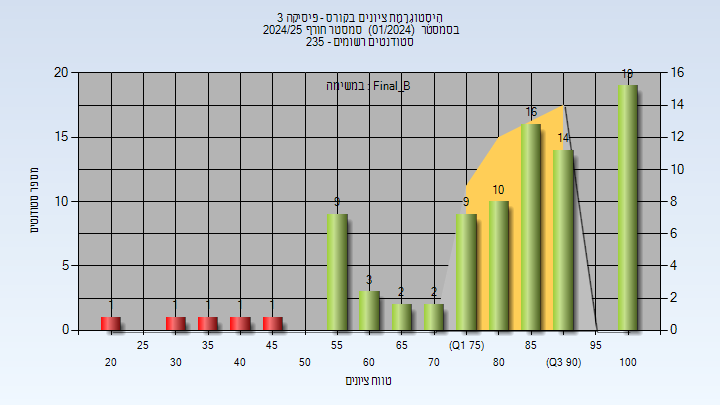 היסטוגרמת ציונים בקורס - פיסיקה 3
בסמסטר (01/2024) סמסטר חורף 2024/25
סטודנטים רשומים - 235
במשימה : Final_B
מספר סטודנטים
20 15 10 5 0
16 14 12 10 8 6 4 2 0
1 1 1 1 1 9 3 2 2 9 10 16 14 19
25 35 45 55 65 (Q1 75) 85 95
20 30 40 50 60 70 80 (Q3 90) 100
טווח ציונים